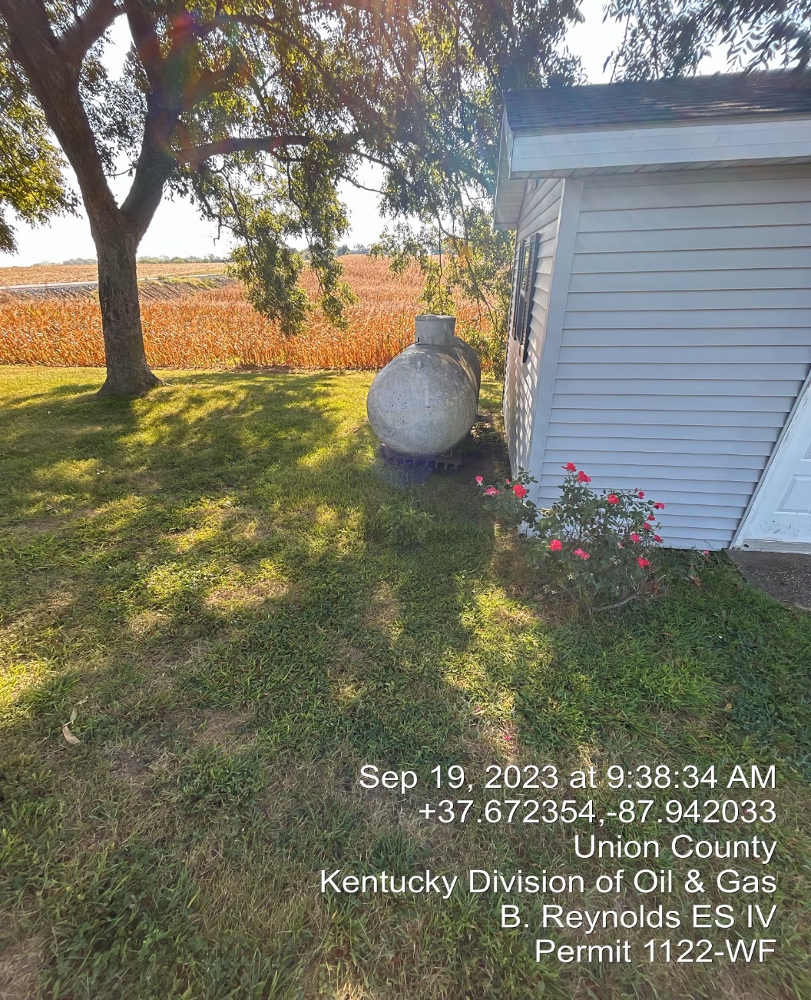 Sep 19, 2023 at 9:38:34 AM
+37.672354,-87.942033
Union County
Kentucky Division of Oil & Gas
B. Reynolds ES IV
Permit 1122-WF